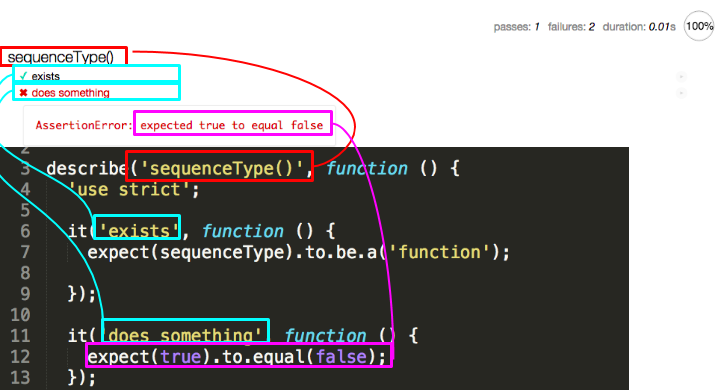 passes: 1 failures: 2 duration: 0.01s 100%
sequenceType()
✓ exists
✖ does something
AssertionError: expected true to equal false
2
3 describe('sequenceType()', function () {
4 'use strict';
5
6 it('exists', function () {
7 expect(sequenceType).to.be.a('function');
8
9 });
10
11 it('does something', function () {
12 expect(true).to.equal(false);
13 });